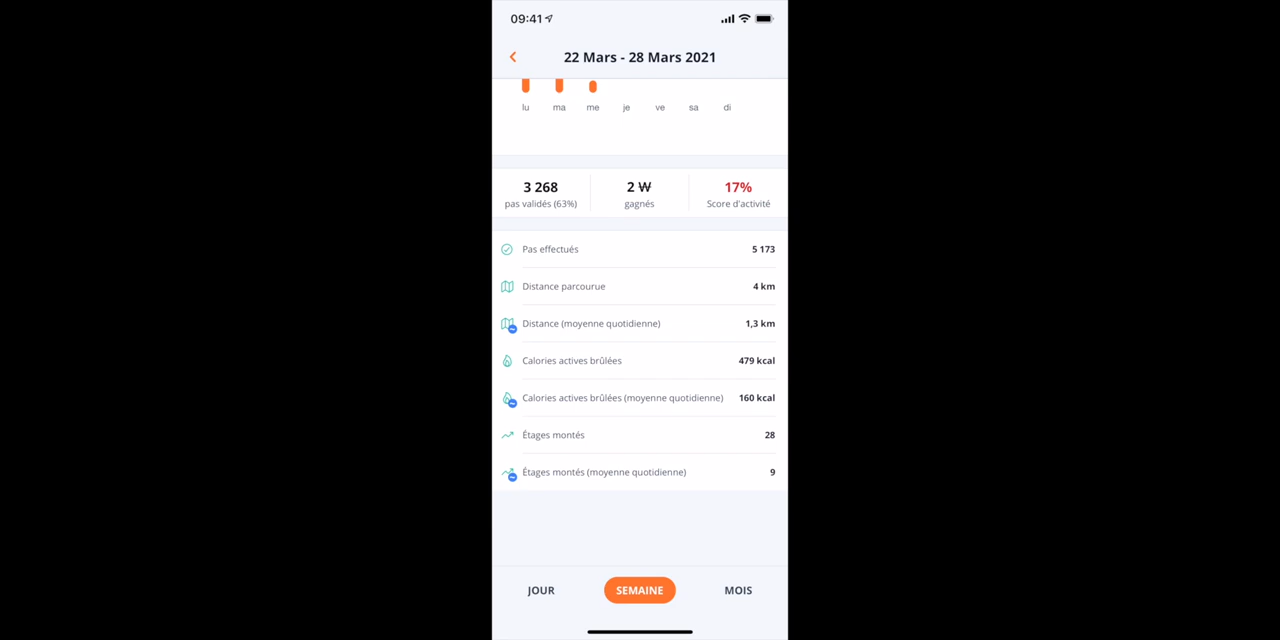 09:41
22 Mars - 28 Mars 2021
lu ma me je ve sa di
3 268 2 ₩ 17%
pas validés (63%) gagnés Score d'activité
Pas effectués 5 173
Distance parcourue 4 km
Distance (moyenne quotidienne) 1,3 km
Calories actives brûlées 479 kcal
Calories actives brûlées (moyenne quotidienne) 160 kcal
Étages montés 28
Étages montés (moyenne quotidienne) 9
JOUR SEMAINE MOIS